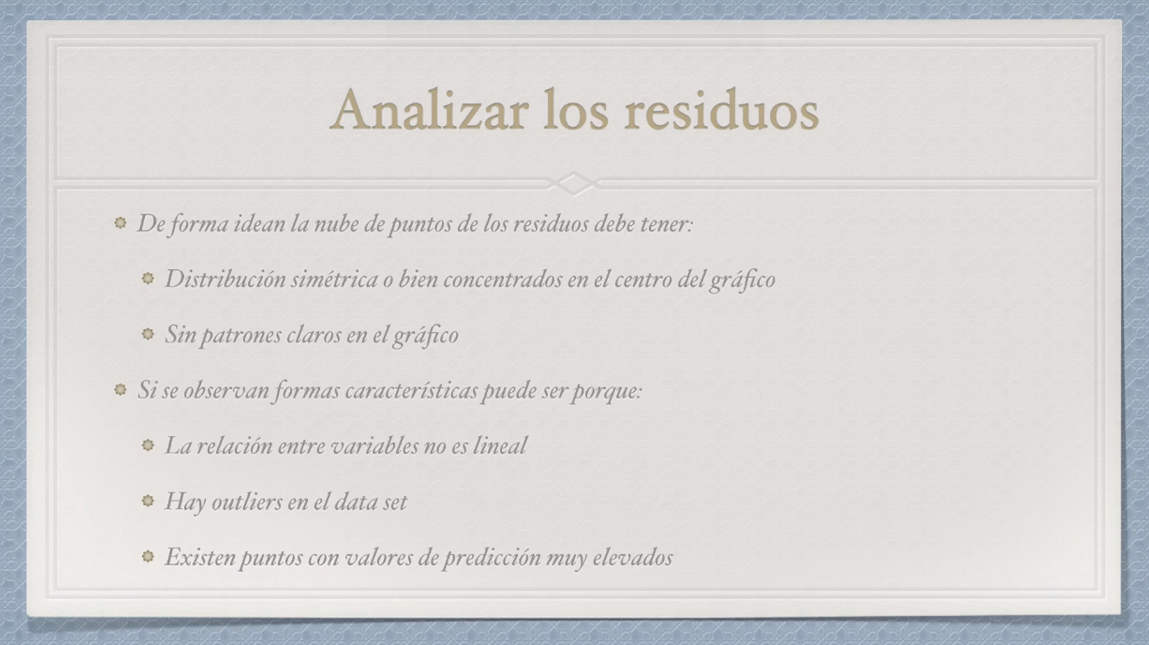 Analizar los residuos
De forma idean la nube de puntos de los residuos debe tener:
Distribución simétrica o bien concentrados en el centro del gráfico
Sin patrones claros en el gráfico
Si se observan formas características puede ser porque:
La relación entre variables no es lineal
Hay outliers en el data set
Existen puntos con valores de predicción muy elevados